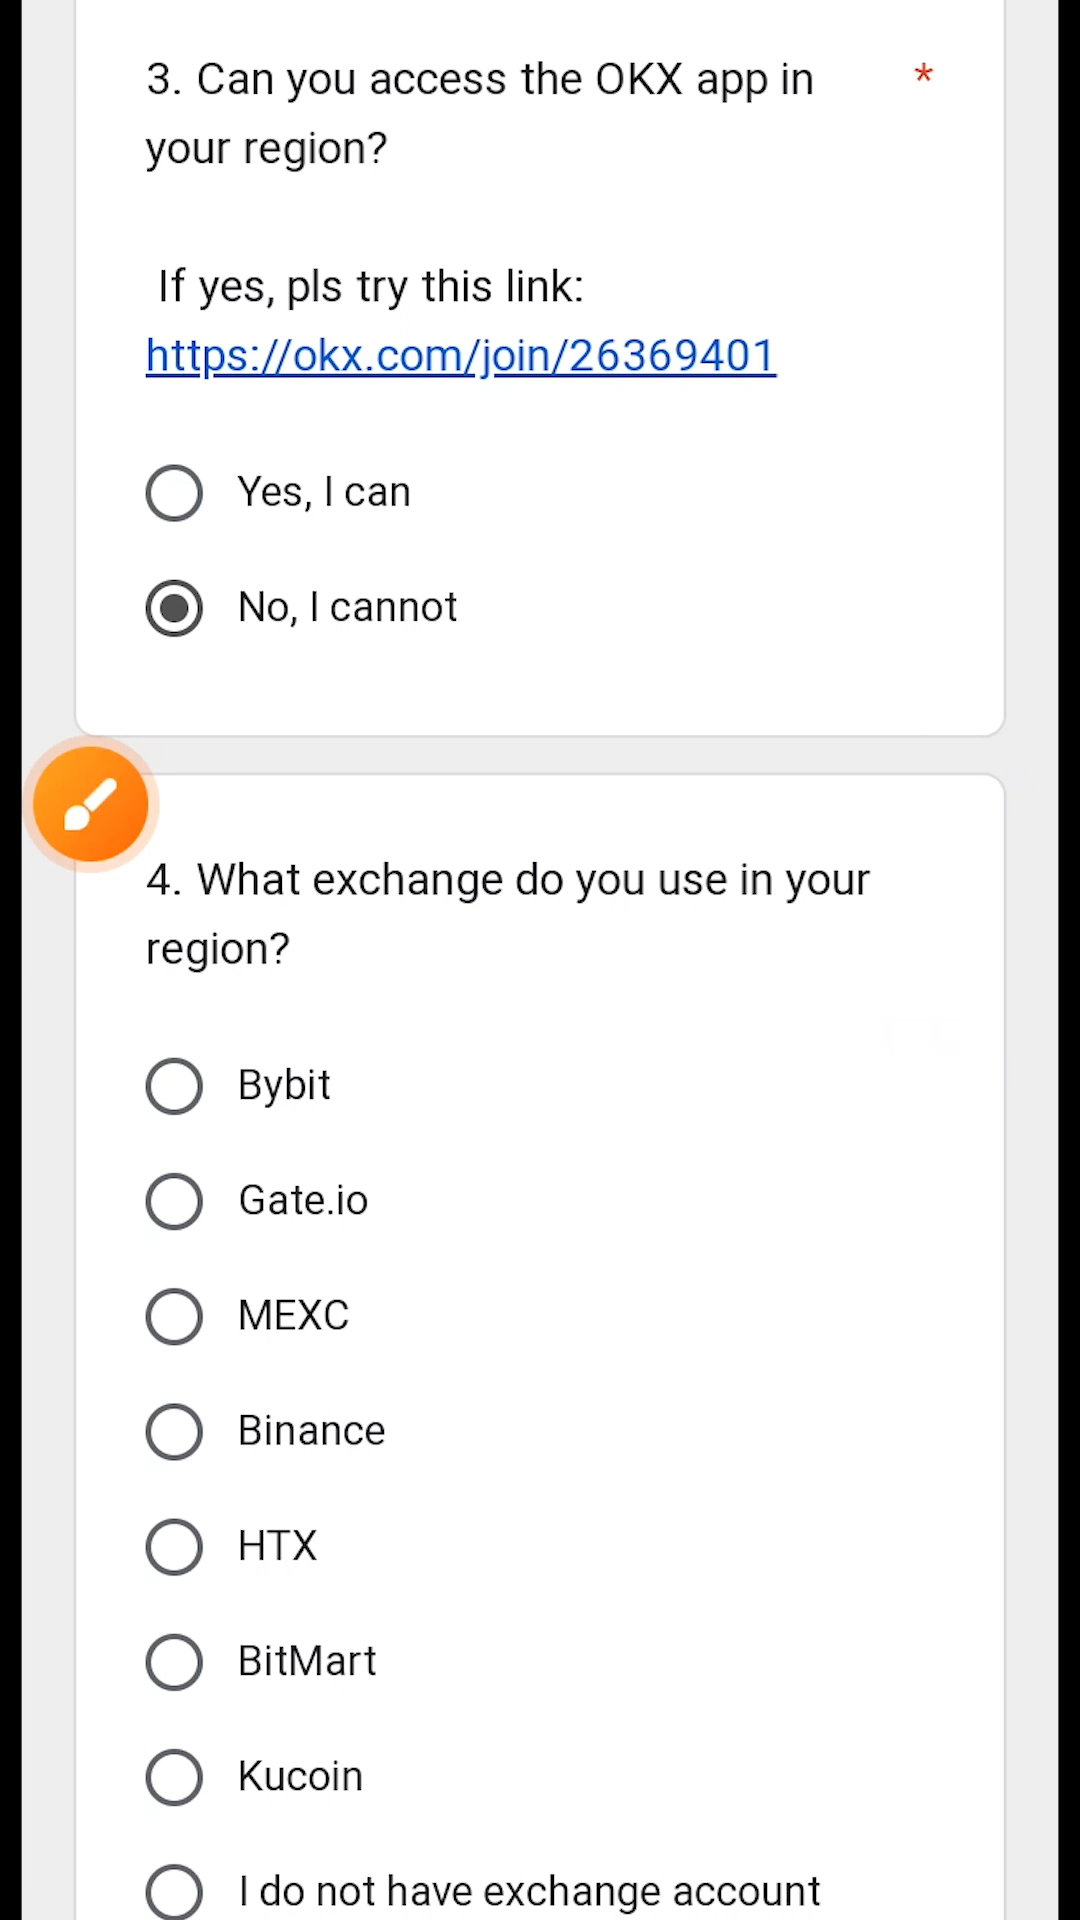 3. Can you access the OKX app in *
your region?
If yes, pls try this link:
https://okx.com/join/26369401
Yes, I can
No, I cannot
4. What exchange do you use in your
region?
Bybit
Gate.io
MEXC
Binance
HTX
BitMart
Kucoin
I do not have exchange account